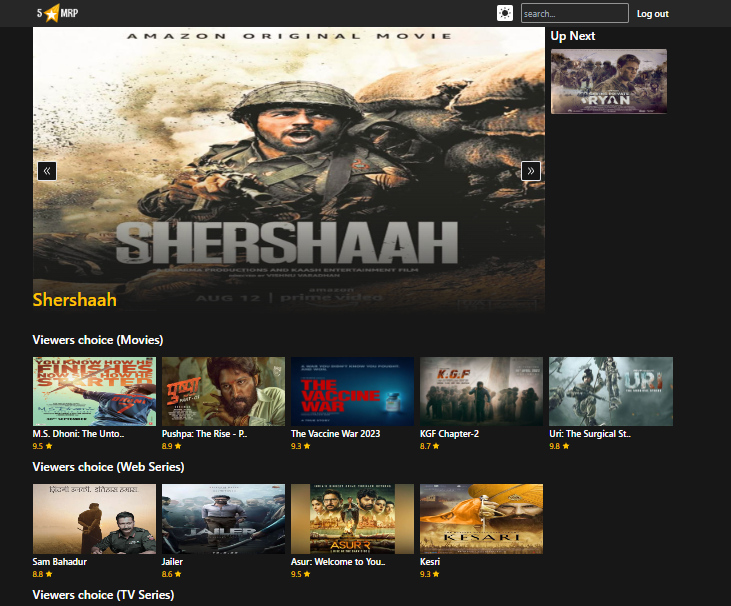 S MRP
search...
Log out
Up Next
AMAZON ORIGINAL MOVIE
RYAN
«
»
SHERSHAAH
A DHARMA PRODUCTIONS AND KAASH ENTERTAINMENT FILM
DIRECTED BY VISHNU VARADHAN
amazon
AUG 12 | prime video
Shershaah
Viewers choice (Movies)
YOU KNOW HOW HE
FINISHES
NOW SEE HOW HE
STARTED
THE
VACCINE
WAR
A TRUE STORY
K.G.F
URI
M.S. Dhoni: The Unto..
Pushpa: The Rise - P..
The Vaccine War 2023
KGF Chapter-2
Uri: The Surgical St..
9.5 ★
8.9 ★
9.3 ★
8.7 ★
9.8 ★
Viewers choice (Web Series)
JAILER
ASUR
KESARI
Sam Bahadur
Jailer
Asur: Welcome to You..
Kesri
8.8 ★
8.6 ★
9.5 ★
9.3 ★
Viewers choice (TV Series)